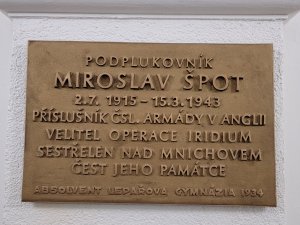 PODPLUKOVNÍK
MIROSLAV ŠPOT
2.7. 1915 – 15.3. 1943
PŘÍSLUŠNÍK ČSL. ARMÁDY V ANGLII
VELITEL OPERACE IRIDIUM
SESTŘELEN NAD MNICHOVEM
ČEST JEHO PAMÁTCE
ABSOLVENT LEPAŘOVA GYMNÁZIA 1934